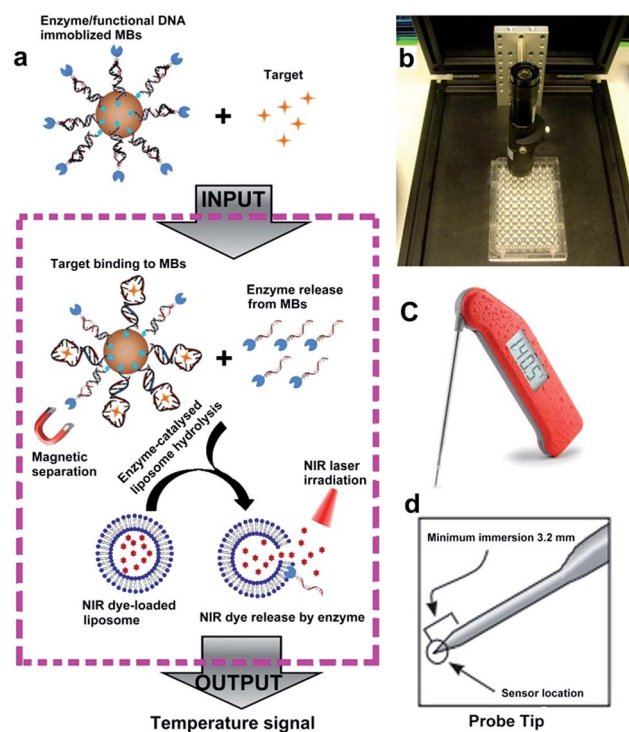 Enzyme/functional DNA
immoblized MBs
a
Target
INPUT
Target binding to MBs
Enzyme release
from MBs
Magnetic
separation
Enzyme-catalysed
liposome hydrolysis
NIR laser
irradiation
NIR dye-loaded
liposome
NIR dye release by enzyme
OUTPUT
Temperature signal
b
c
140.5
d
Minimum immersion 3.2 mm
Sensor location
Probe Tip